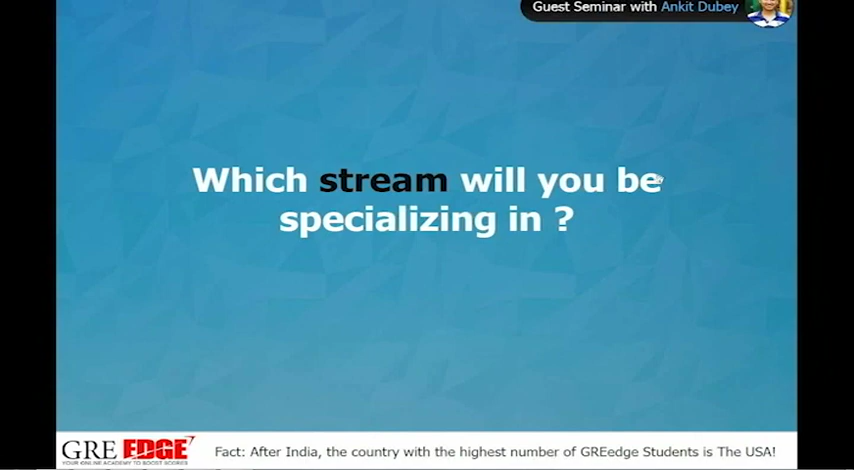 Guest Seminar with Ankit Dubey
Which stream will you be
specializing in ?
GRE EDGE
YOUR ONLINE ACADEMY TO BOOST SCORES
Fact: After India, the country with the highest number of GREedge Students is The USA!